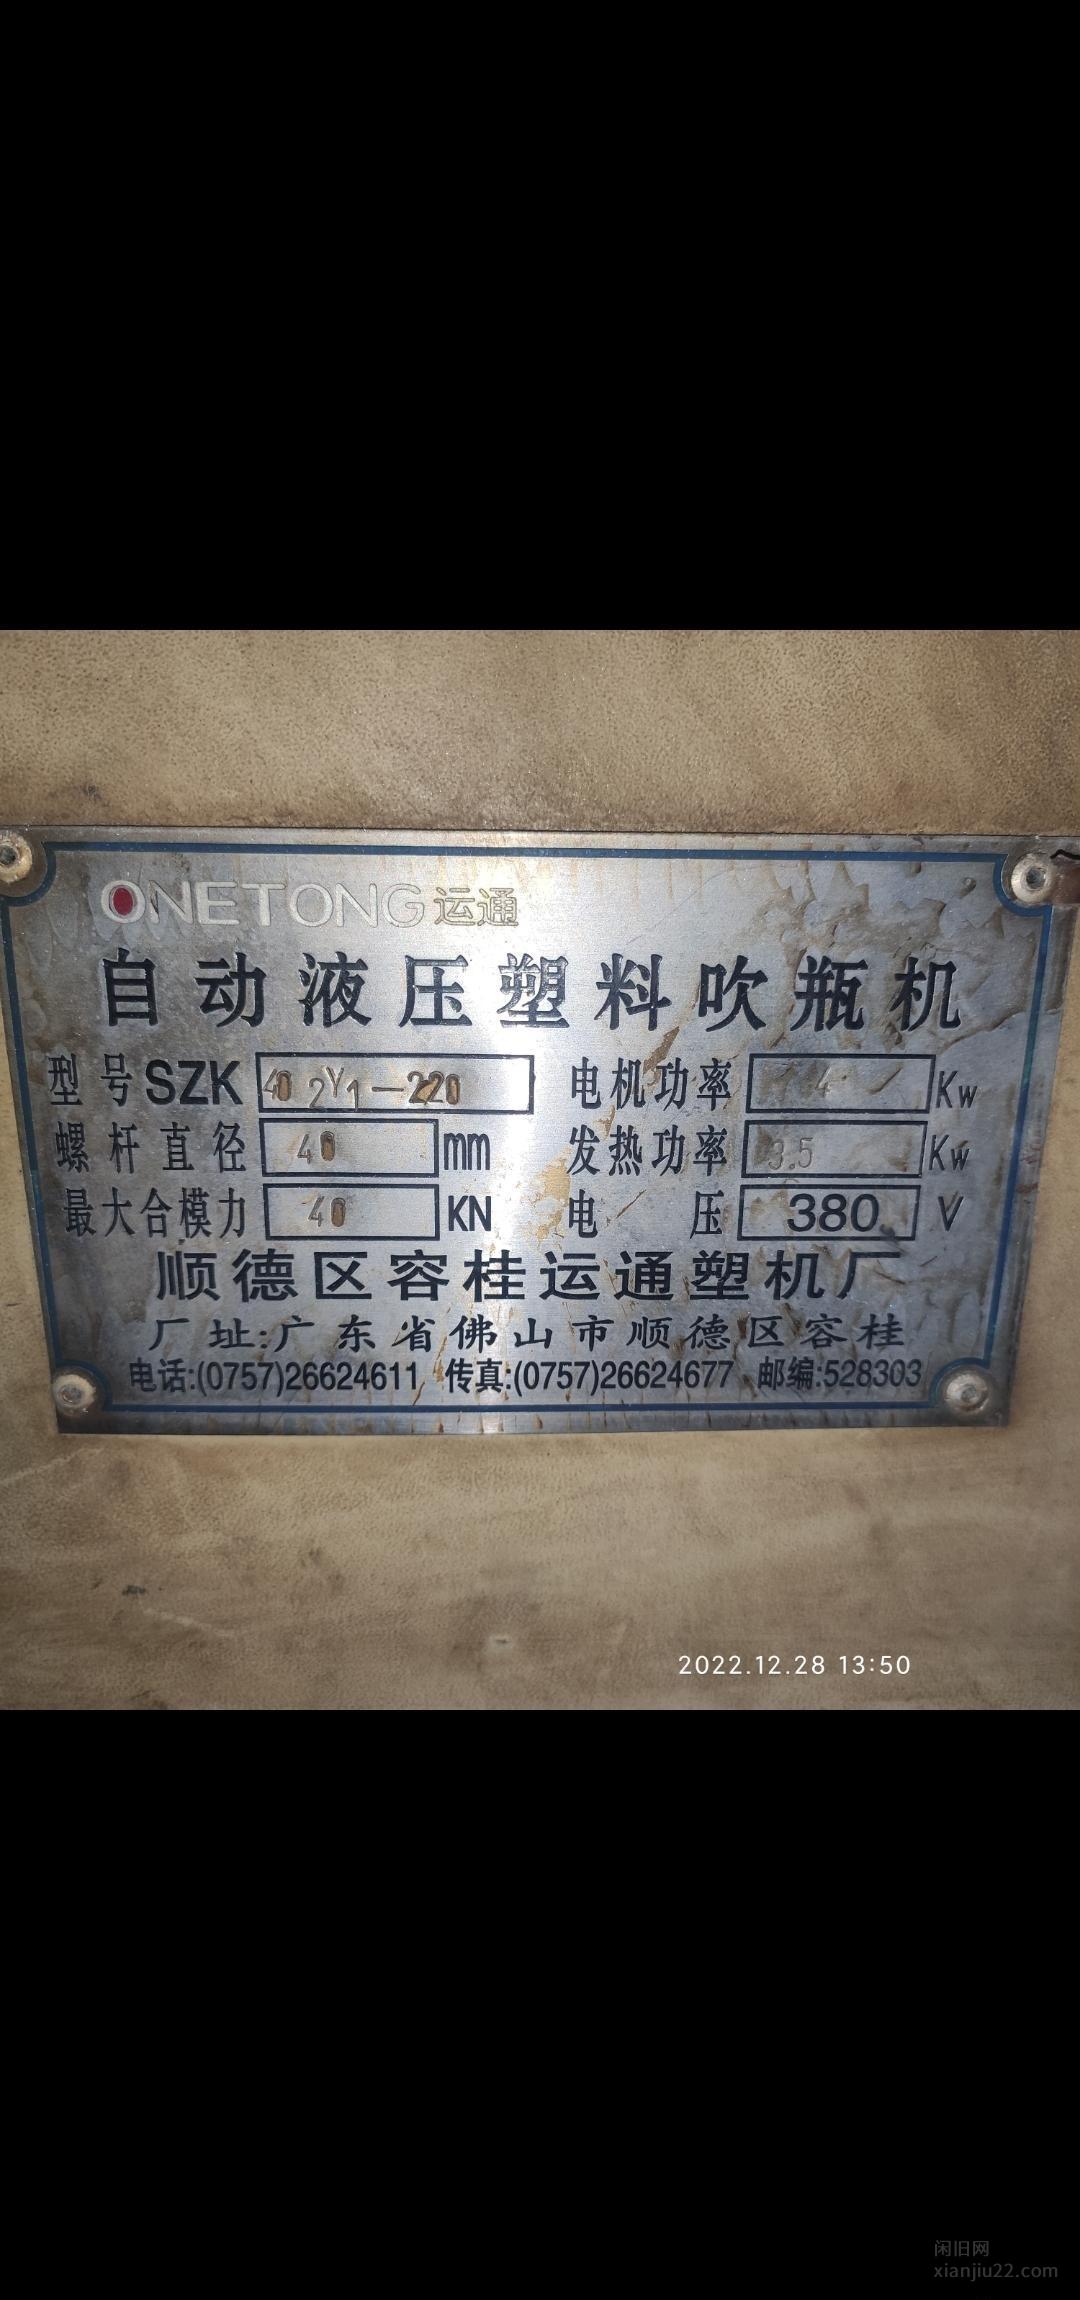 ONETONG运通
自动液压塑料吹瓶机
型号SZK 40 2Y1-220 电机功率 4 Kw
螺杆直径 40 mm 发热功率 3.5 Kw
最大合模力 40 KN 电压 380 V
顺德区容桂运通塑机厂
厂址:广东省佛山市顺德区容桂
电话:(0757)26624611 传真:(0757)26624677 邮编:528303
2022.12.28 13:50
闲旧网
xianjiu22.com